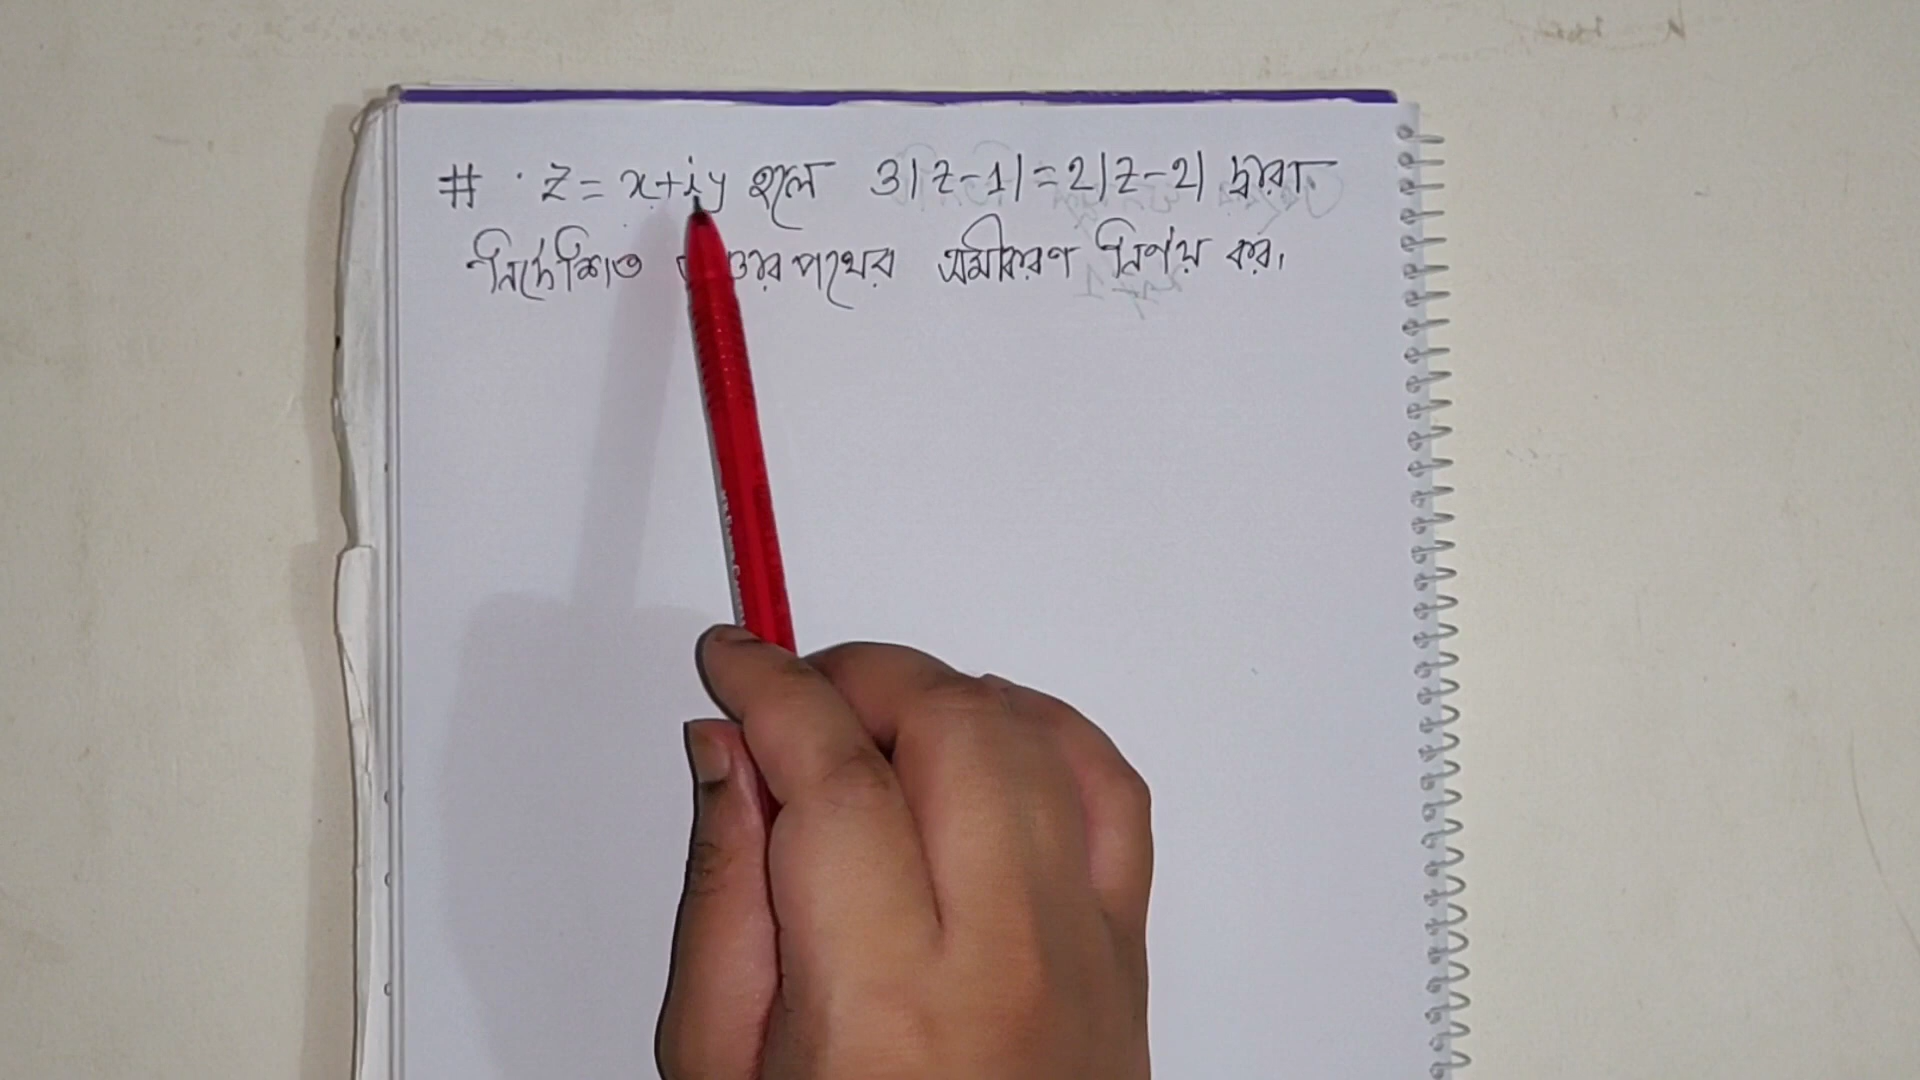 # · Z = x+iy হলে 3|Z-1|=2|Z-2| দ্বারা
নির্দেশিত পথের সমীকরণ নির্ণয় কর।